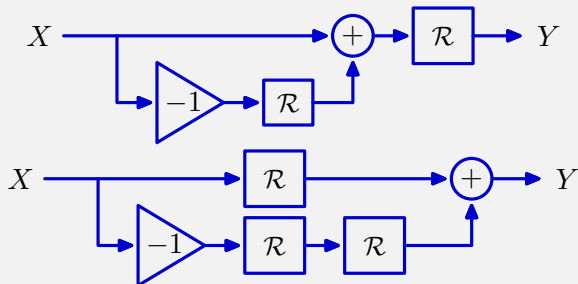 X + ℛ Y
−1 ℛ
X ℛ + Y
−1 ℛ ℛ